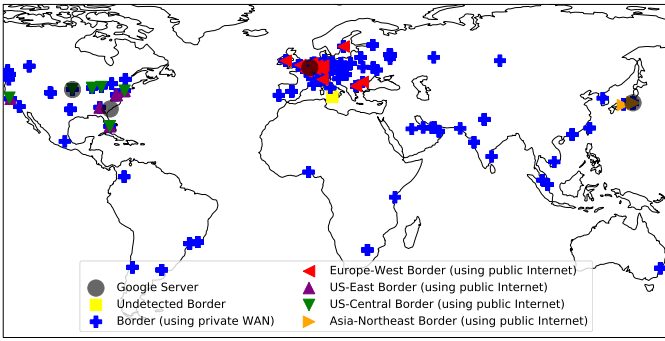 Google Server
Undetected Border
Border (using private WAN)
Europe-West Border (using public Internet)
US-East Border (using public Internet)
US-Central Border (using public Internet)
Asia-Northeast Border (using public Internet)